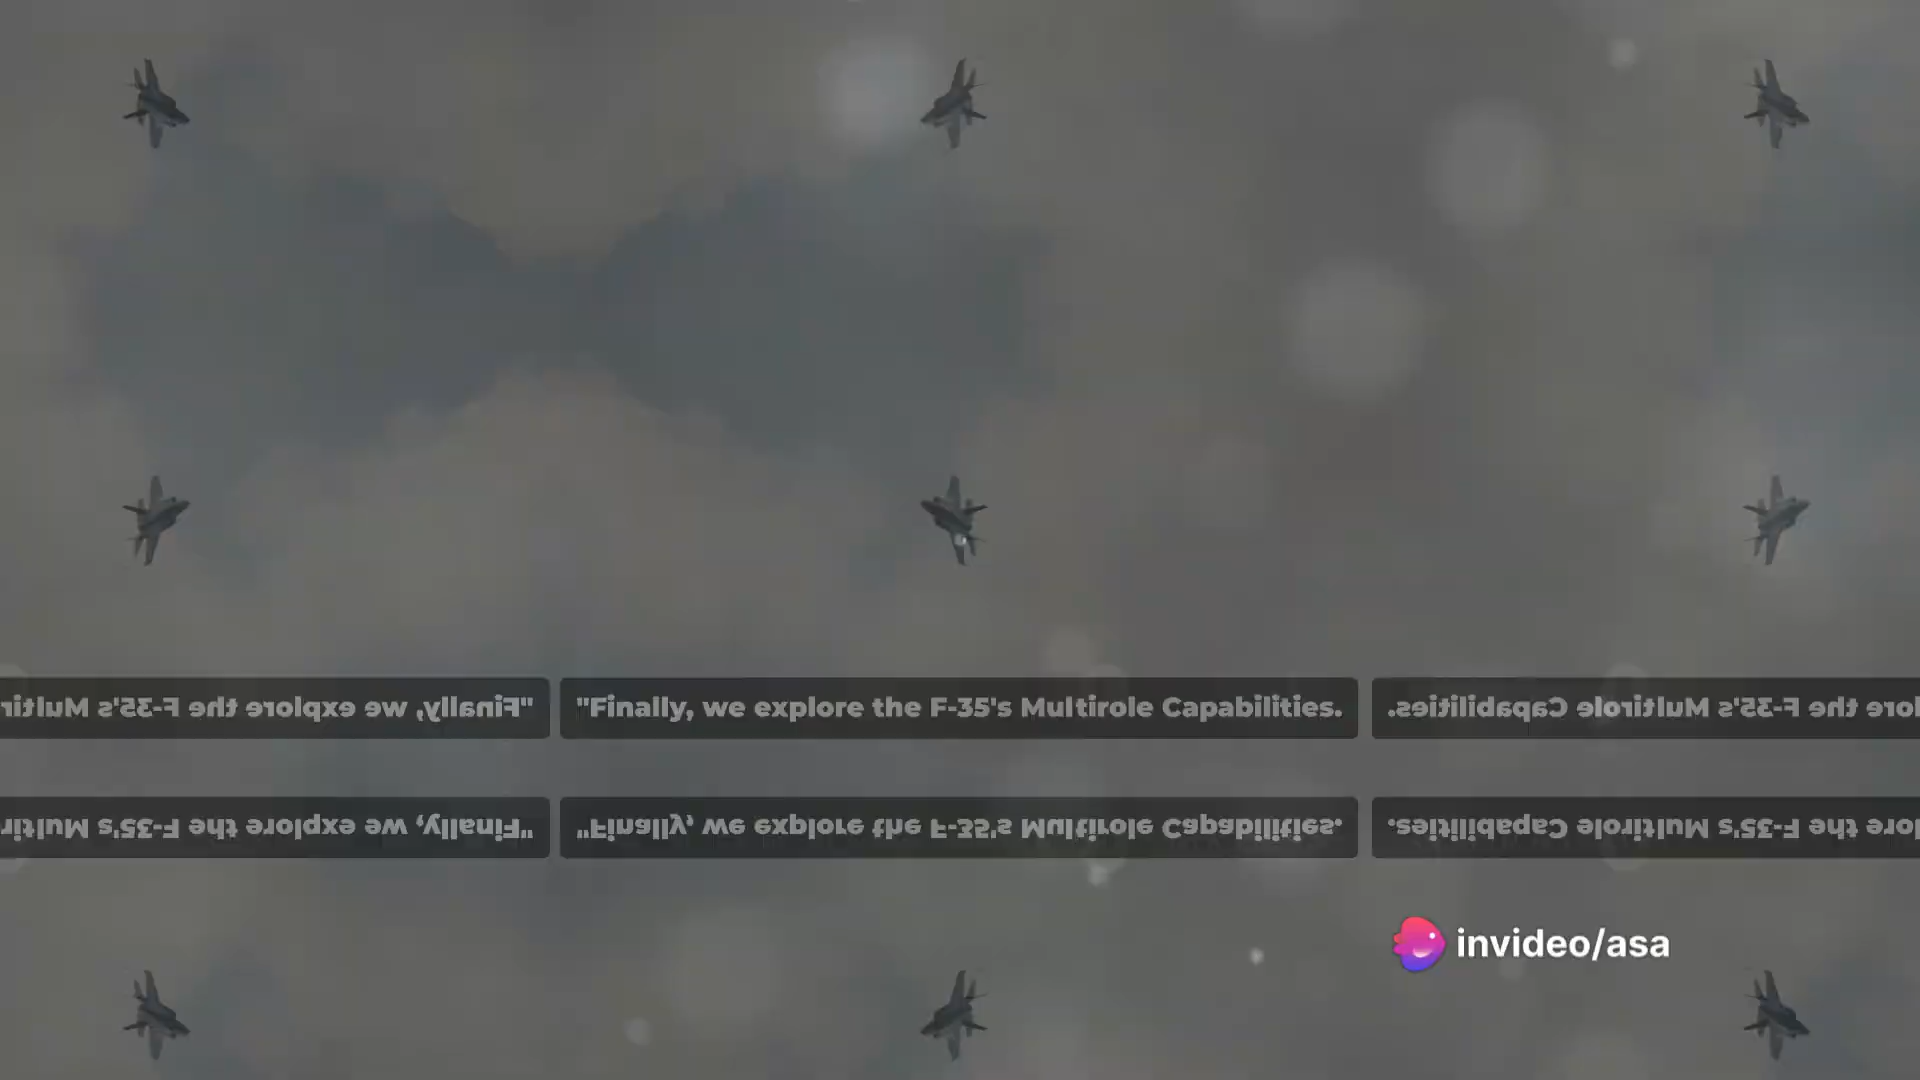 "Finally, we explore the F-35's Multirole Capabilities.
invideo/asa